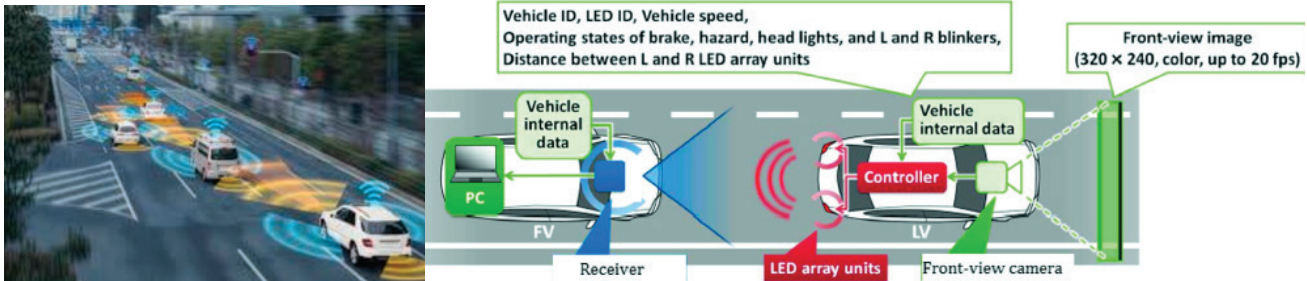 Vehicle ID, LED ID, Vehicle speed,
Operating states of brake, hazard, head lights, and L and R blinkers,
Distance between L and R LED array units
Front-view image
(320 × 240, color, up to 20 fps)
Vehicle
internal
data
Vehicle
internal data
PC
Controller
FV
LV
Receiver
LED array units
Front-view camera